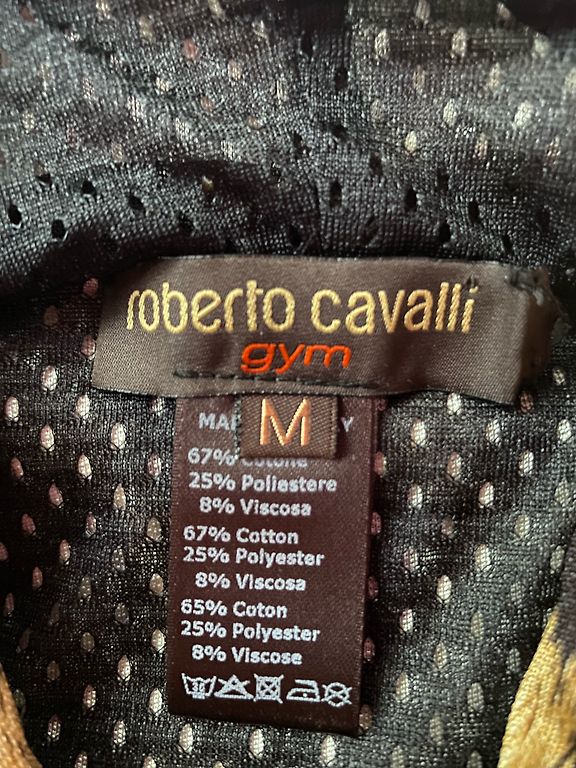 roberto cavalli
gym
M
MA Y
67% Cotone
25% Poliestere
8% Viscosa
67% Cotton
25% Polyester
8% Viscosa
65% Coton
25% Polyester
8% Viscose